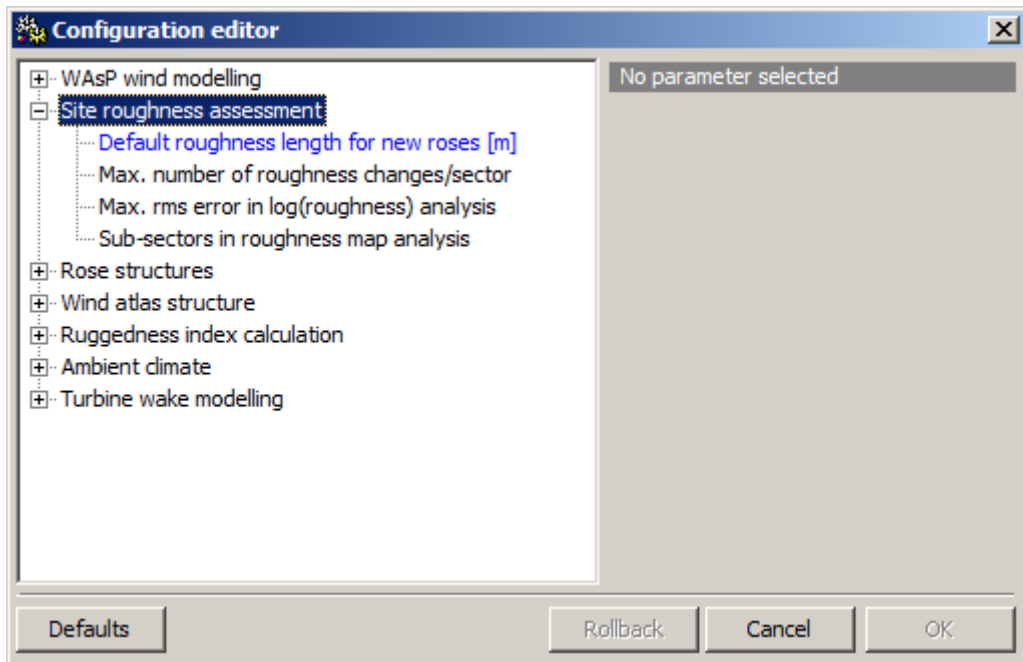 Configuration editor
WAsP wind modelling
No parameter selected
Site roughness assessment
Default roughness length for new roses [m]
Max. number of roughness changes/sector
Max. rms error in log(roughness) analysis
Sub-sectors in roughness map analysis
Rose structures
Wind atlas structure
Ruggedness index calculation
Ambient climate
Turbine wake modelling
Defaults Rollback Cancel OK